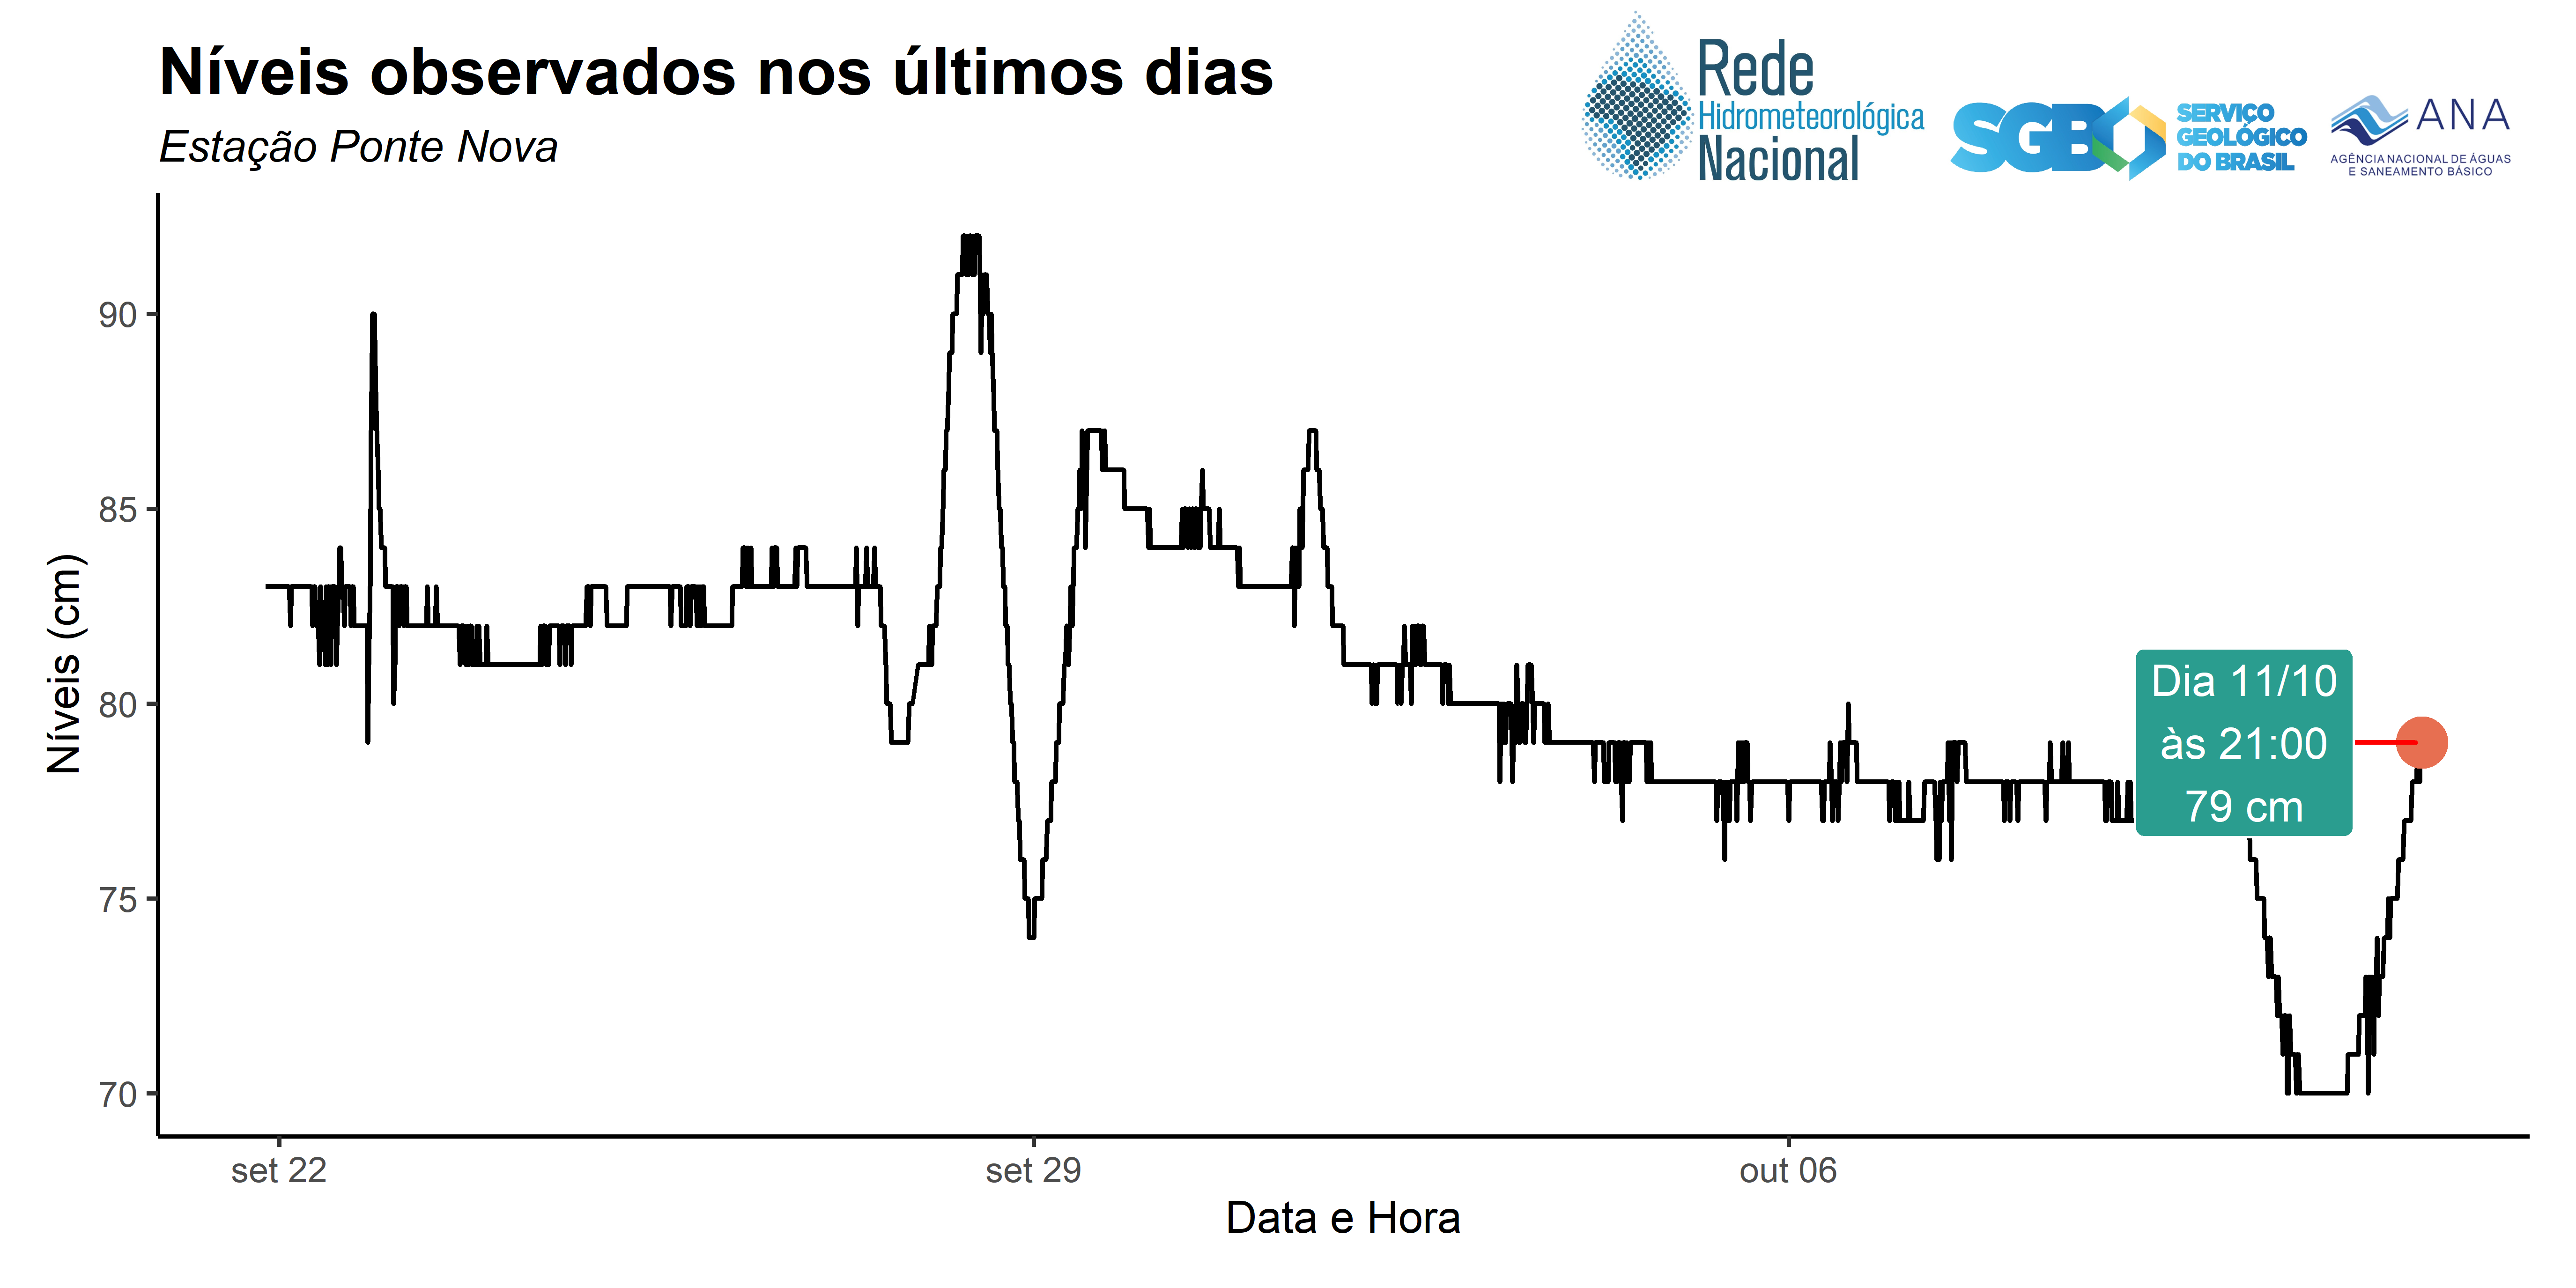 Níveis observados nos últimos dias
Estação Ponte Nova
Rede
Hidrometeorológica
Nacional
SGB
SERVIÇO
GEOLÓGICO
DO BRASIL
ANA
AGÊNCIA NACIONAL DE ÁGUAS
E SANEAMENTO BÁSICO
Níveis (cm)
90
85
80
75
70
Dia 11/10
às 21:00
79 cm
set 22
set 29
out 06
Data e Hora